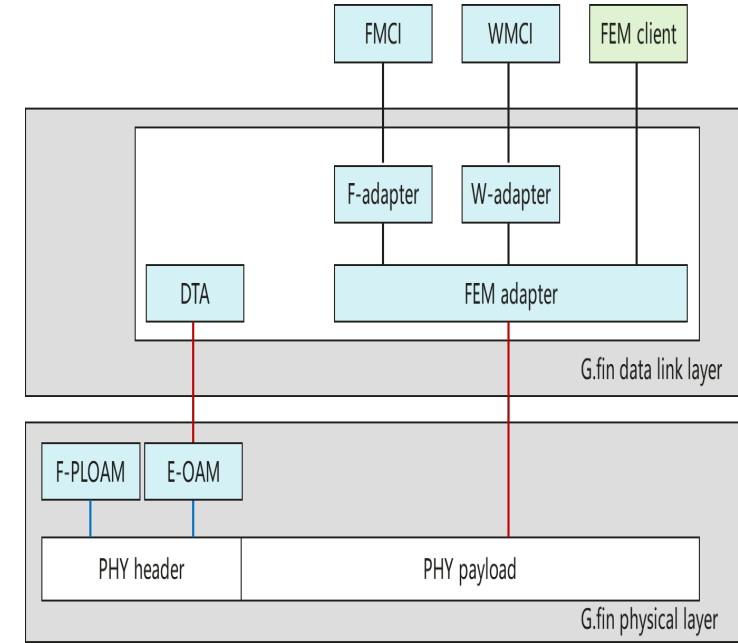 FMCI
WMCI
FEM client
F-adapter
W-adapter
DTA
FEM adapter
G.fin data link layer
F-PLOAM
E-OAM
PHY header
PHY payload
G.fin physical layer